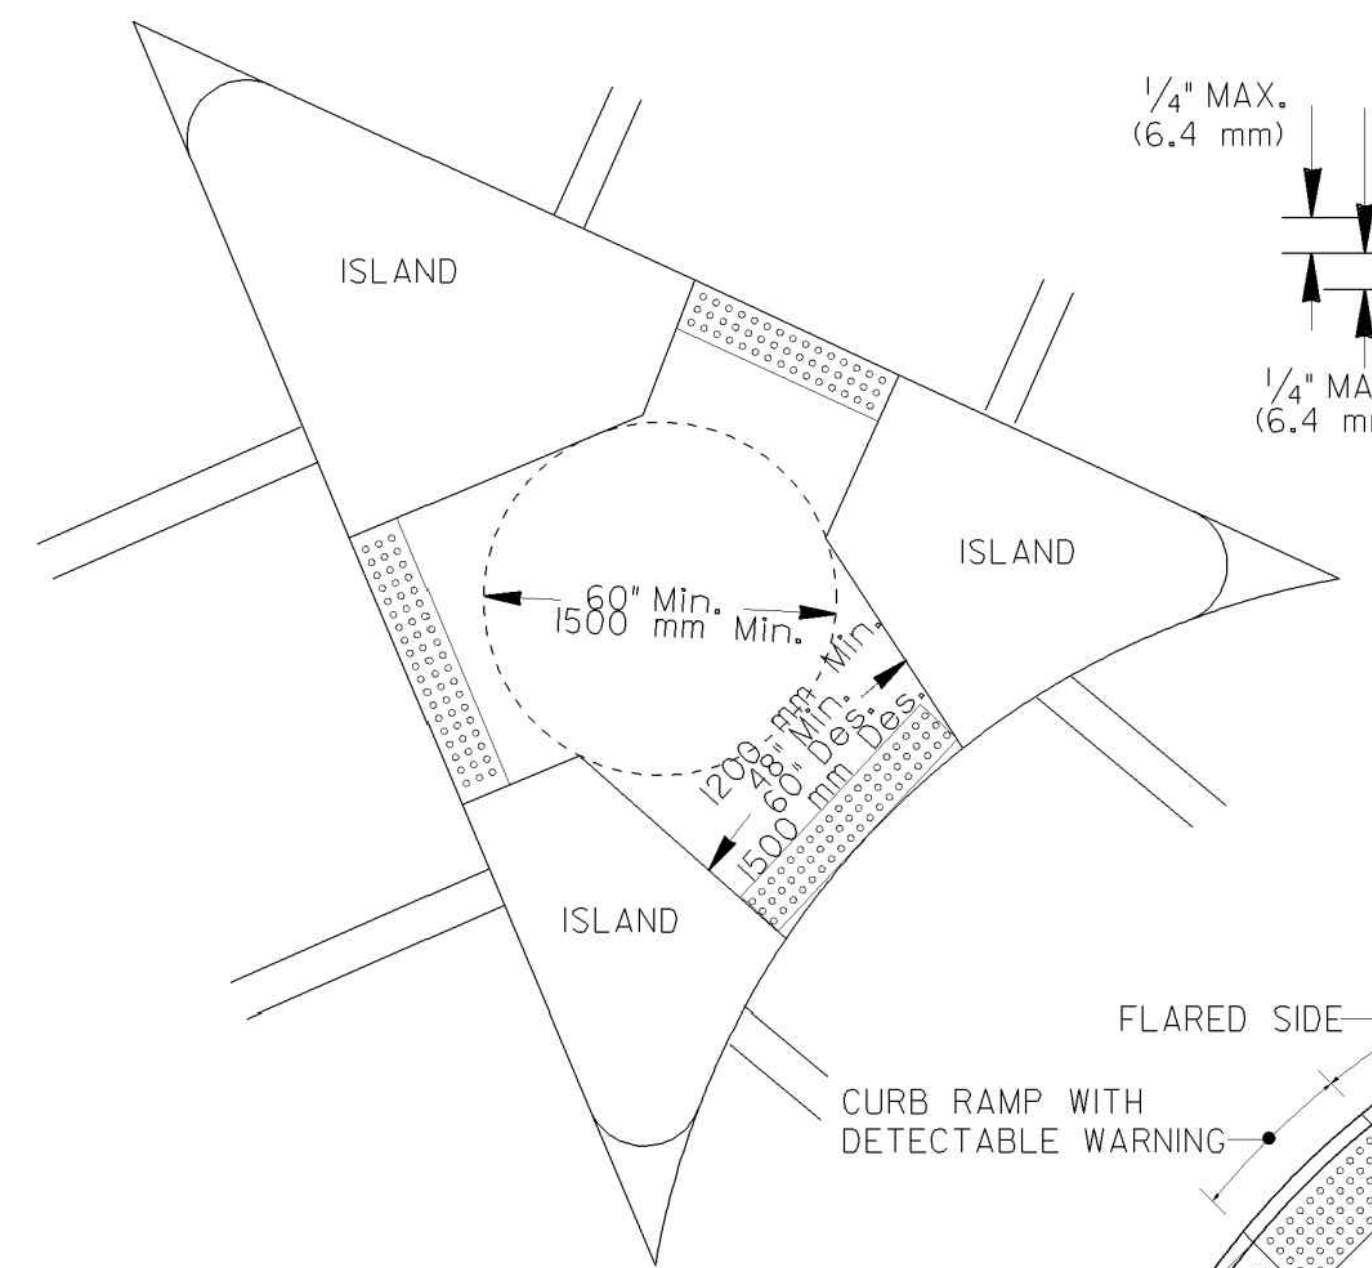 1/4" MAX.
(6.4 mm)
ISLAND
1/4" MA
(6.4 m
ISLAND
60" Min.
1500 mm Min.
1200 mm Min.
48" Min.
60" Des.
1500 mm Des.
ISLAND
FLARED SIDE
CURB RAMP WITH
DETECTABLE WARNING